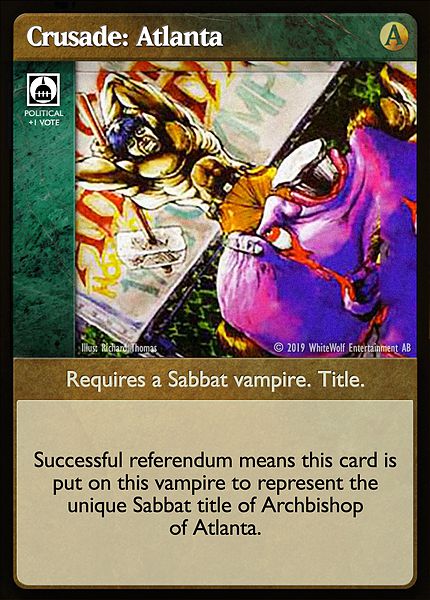 Crusade: Atlanta
A
POLITICAL
+1 VOTE
Illust Richard Thomas
© 2019 WhiteWolf Entertainment AB
Requires a Sabbat vampire. Title.
Successful referendum means this card is
put on this vampire to represent the
unique Sabbat title of Archbishop
of Atlanta.